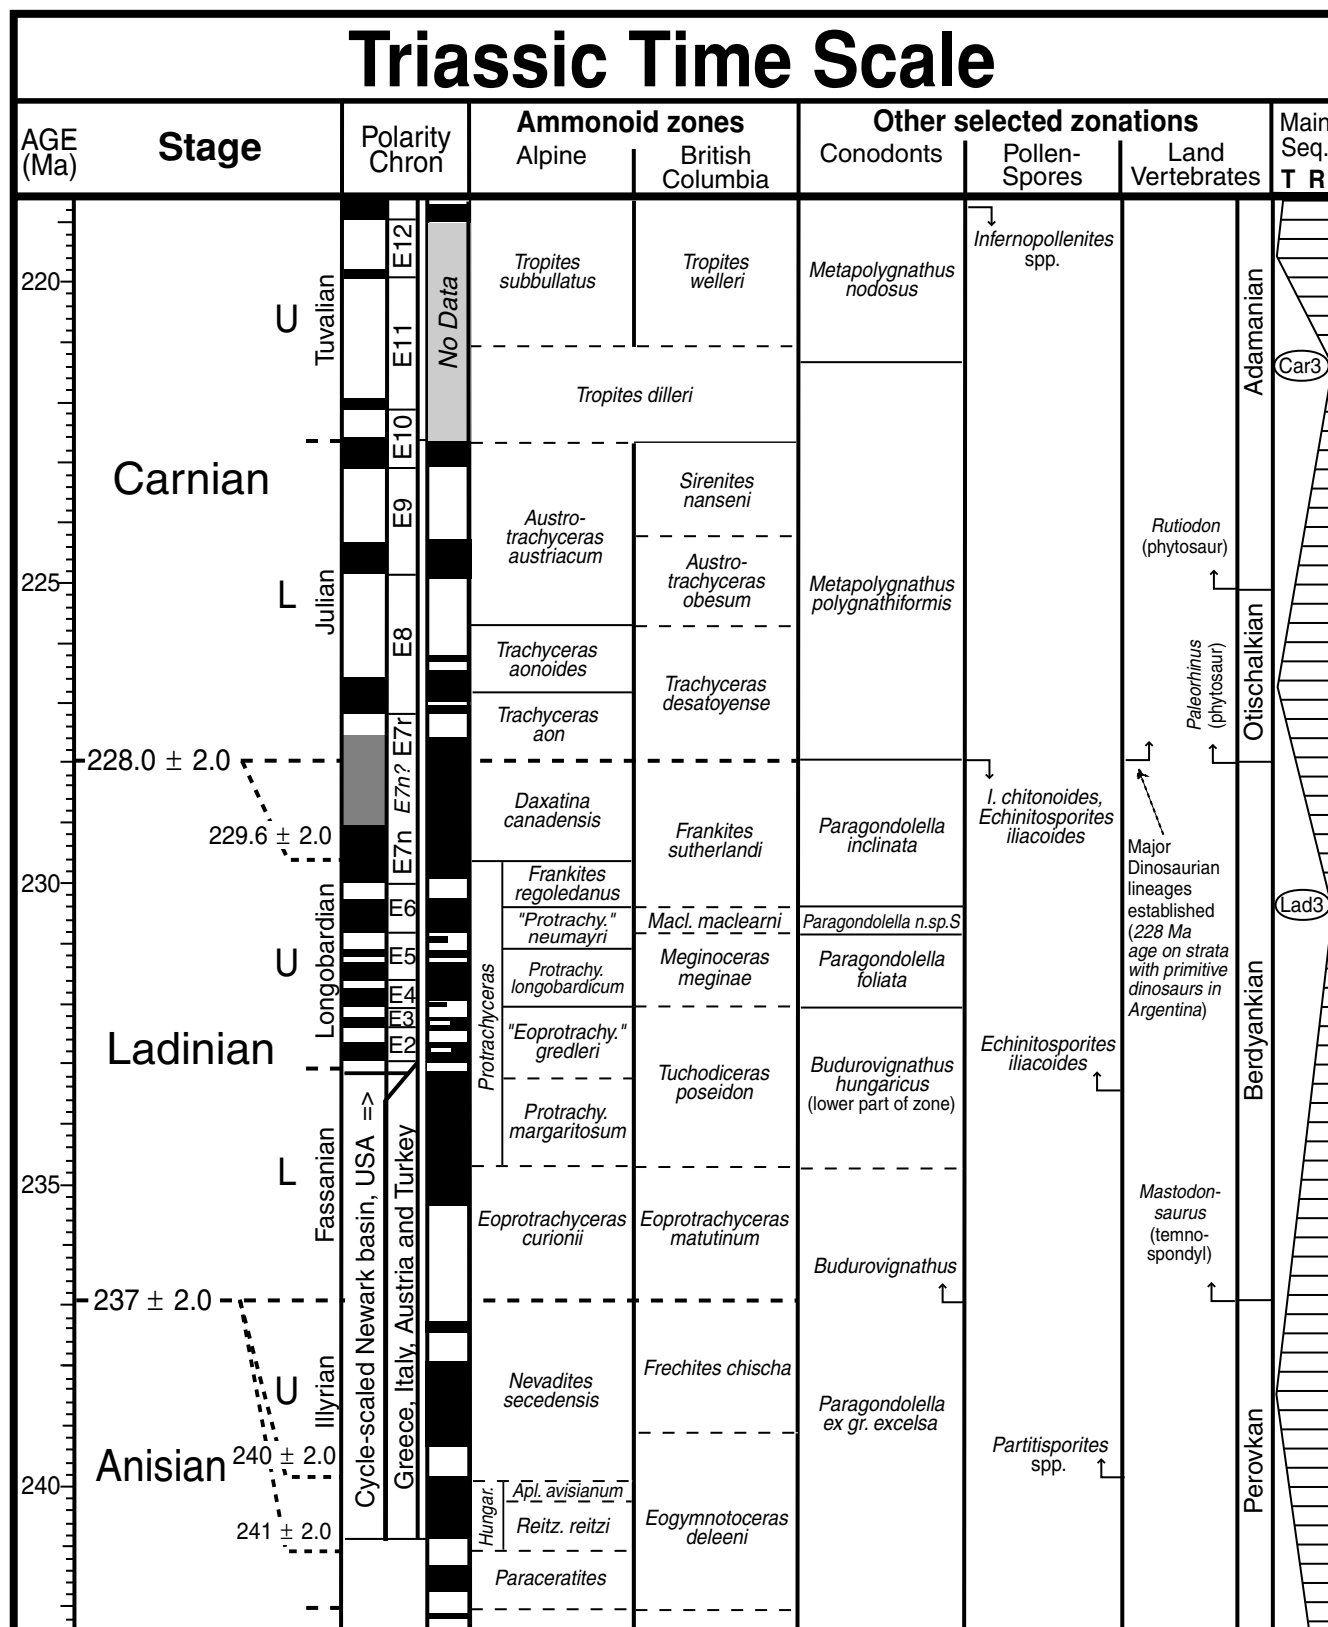 Triassic Time Scale
AGE
(Ma)
Stage
Polarity
Chron
Ammonoid zones
Alpine
British
Columbia
Other selected zonations
Conodonts
Pollen-
Spores
Land
Vertebrates
Main
Seq.
T R
220
225
230
235
240
Carnian
Ladinian
Anisian
U
L
U
L
U
Tuvalian
Julian
Longobardian
Fassanian
Illyrian
228.0 ± 2.0
229.6 ± 2.0
237 ± 2.0
240 ± 2.0
241 ± 2.0
E12
E11
E10
E9
E8
E7r
E7n?
E7n
E6
E5
E4
E3
E2
Cycle-scaled Newark basin, USA =>
Greece, Italy, Austria and Turkey
No Data
Tropites
subbullatus
Tropites
welleri
Tropites dilleri
Austro-
trachyceras
austriacum
Trachyceras
aonoides
Trachyceras
aon
Daxatina
canadensis
Protrachyceras
Frankites
regoledanus
"Protrachy."
neumayri
Protrachy.
longobardicum
"Eoprotrachy."
gredleri
Protrachy.
margaritosum
Eoprotrachyceras
curionii
Nevadites
secedensis
Hungar.
Apl. avisianum
Reitz. reitzi
Paraceratites
Sirenites
nanseni
Austro-
trachyceras
obesum
Trachyceras
desatoyense
Frankites
sutherlandi
Macl. maclearni
Meginoceras
meginae
Tuchodiceras
poseidon
Eoprotrachyceras
matutinum
Frechites chischa
Eogymnotoceras
deleeni
Metapolygnathus
nodosus
Metapolygnathus
polygnathiformis
Paragondolella
inclinata
Paragondolella n.sp.S
Paragondolella
foliata
Budurovignathus
hungaricus
(lower part of zone)
Budurovignathus
Paragondolella
ex gr. excelsa
Infernopollenites
spp.
I. chitonoides,
Echinitosporites
iliacoides
Echinitosporites
iliacoides
Partitisporites
spp.
Rutiodon
(phytosaur)
Paleorhinus
(phytosaur)
Major
Dinosaurian
lineages
established
(228 Ma
age on strata
with primitive
dinosaurs in
Argentina)
Mastodon-
saurus
(temno-
spondyl)
Adamanian
Otischalkian
Berdyankian
Perovkan
Car3
Lad3